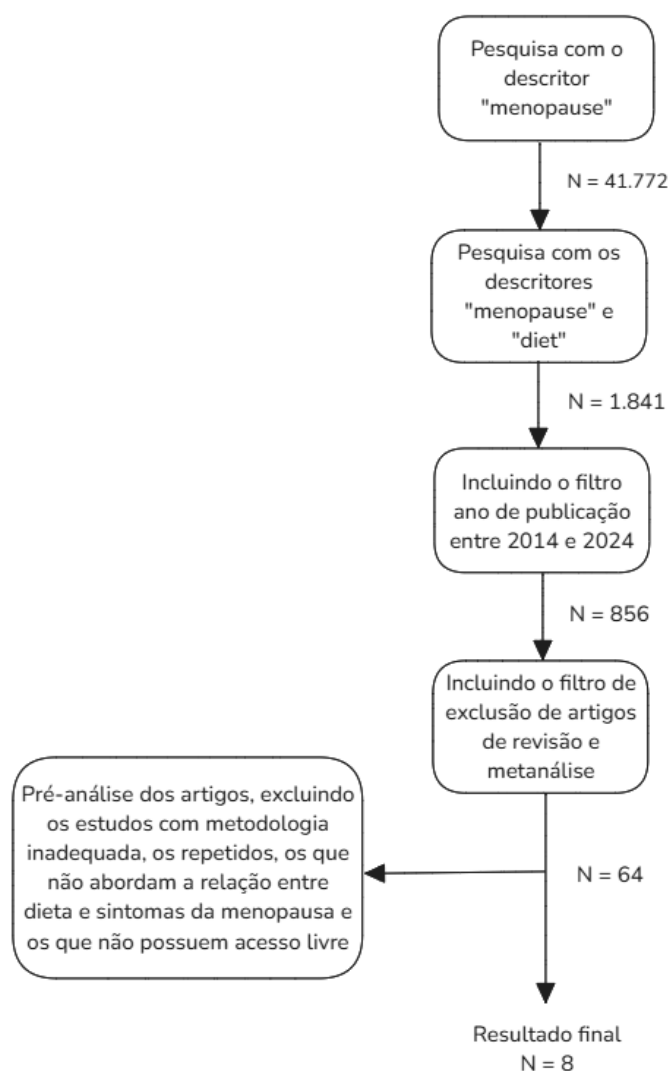 Pesquisa com o
descritor
"menopause"
N = 41.772
Pesquisa com os
descritores
"menopause" e
"diet"
N = 1.841
Incluindo o filtro
ano de publicação
entre 2014 e 2024
N = 856
Incluindo o filtro de
exclusão de artigos
de revisão e
metanálise
Pré-análise dos artigos, excluindo
os estudos com metodologia
inadequada, os repetidos, os que
não abordam a relação entre
dieta e sintomas da menopausa e
os que não possuem acesso livre
N = 64
Resultado final
N = 8